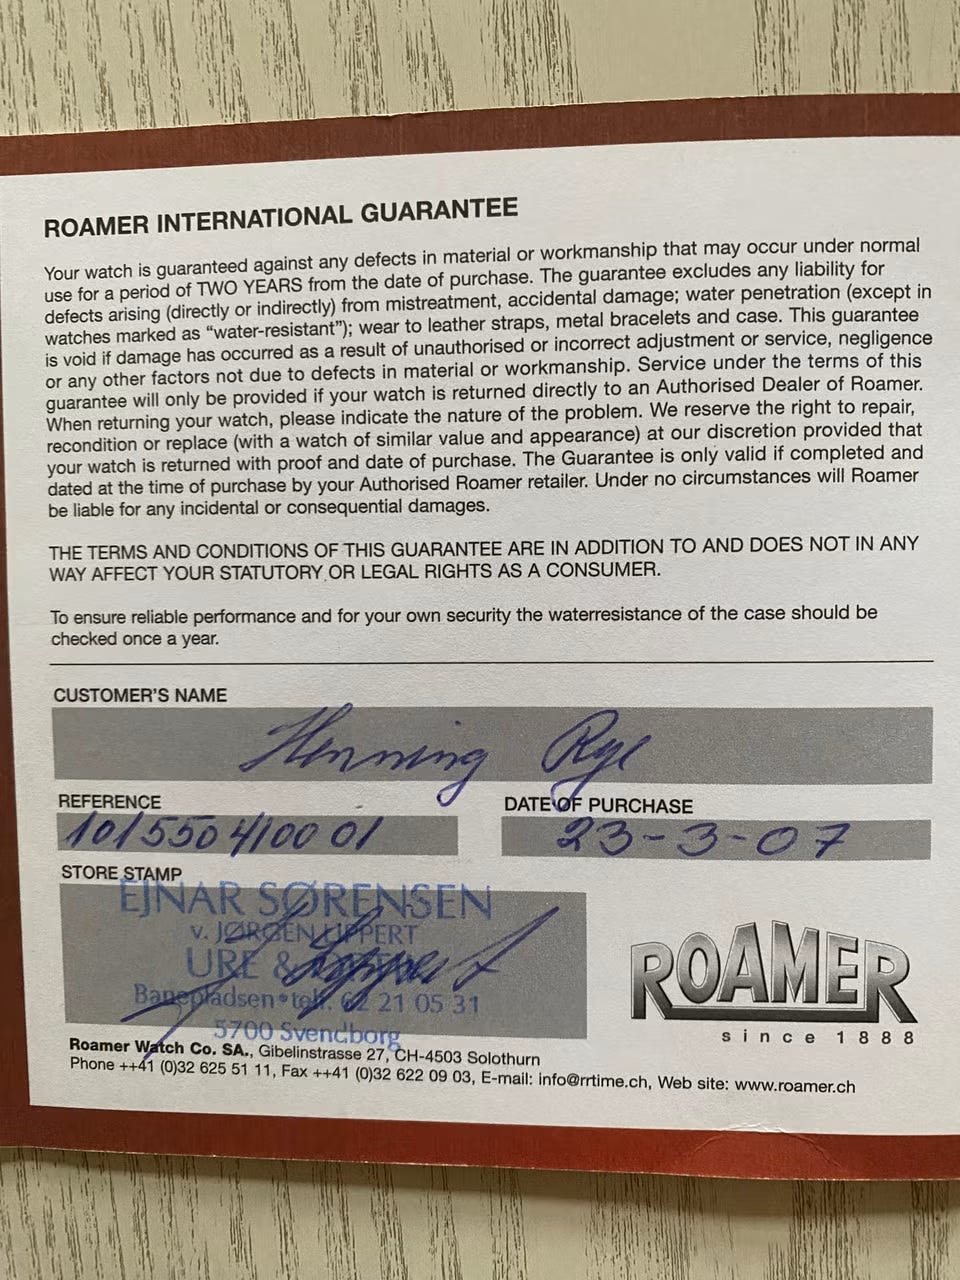 ROAMER INTERNATIONAL GUARANTEE
Your watch is guaranteed against any defects in material or workmanship that may occur under normal
use for a period of TWO YEARS from the date of purchase. The guarantee excludes any liability for
defects arising (directly or indirectly) from mistreatment, accidental damage; water penetration (except in
watches marked as “water-resistant”); wear to leather straps, metal bracelets and case. This guarantee
is void if damage has occurred as a result of unauthorised or incorrect adjustment or service, negligence
or any other factors not due to defects in material or workmanship. Service under the terms of this
guarantee will only be provided if your watch is returned directly to an Authorised Dealer of Roamer.
When returning your watch, please indicate the nature of the problem. We reserve the right to repair,
recondition or replace (with a watch of similar value and appearance) at our discretion provided that
your watch is returned with proof and date of purchase. The Guarantee is only valid if completed and
dated at the time of purchase by your Authorised Roamer retailer. Under no circumstances will Roamer
be liable for any incidental or consequential damages.
THE TERMS AND CONDITIONS OF THIS GUARANTEE ARE IN ADDITION TO AND DOES NOT IN ANY
WAY AFFECT YOUR STATUTORY OR LEGAL RIGHTS AS A CONSUMER.
To ensure reliable performance and for your own security the waterresistance of the case should be
checked once a year.
CUSTOMER'S NAME
Henning Rye
REFERENCE
101550410001
DATE OF PURCHASE
23-3-07
STORE STAMP
EJNAR SØRENSEN
v. JØRGEN LIPPERT
URE &
Banepladsen • telf. 62 21 05 31
5700 Svendborg
ROAMER
since 1888
Roamer Watch Co. SA., Gibelinstrasse 27, CH-4503 Solothurn
Phone ++41 (0)32 625 51 11, Fax ++41 (0)32 622 09 03, E-mail: info@rrtime.ch, Web site: www.roamer.ch